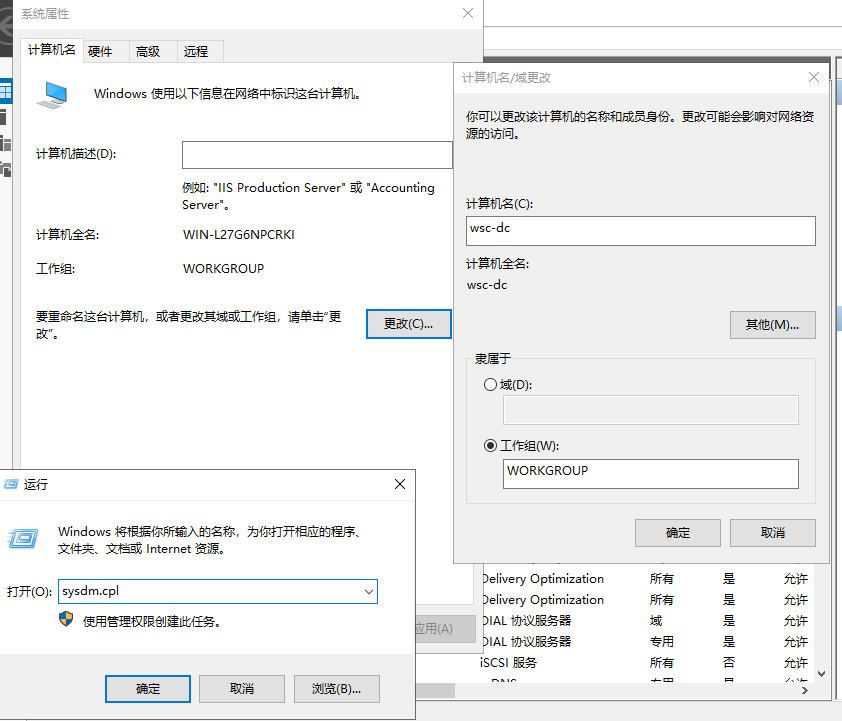 系统属性
计算机名
硬件
高级
远程
Windows 使用以下信息在网络中标识这台计算机。
计算机描述(D):
例如: "IIS Production Server" 或 "Accounting
Server"。
计算机全名:
WIN-L27G6NPCRKI
工作组:
WORKGROUP
要重命名这台计算机，或者更改其域或工作组，请单击“更
改”。
更改(C)...
计算机名/域更改
你可以更改该计算机的名称和成员身份。更改可能会影响对网络资
源的访问。
计算机名(C):
wsc-dc
计算机全名:
wsc-dc
其他(M)...
隶属于
域(D):
工作组(W):
WORKGROUP
确定
取消
运行
Windows 将根据你所输入的名称，为你打开相应的程序、
文件夹、文档或 Internet 资源。
打开(O):
sysdm.cpl
使用管理权限创建此任务。
确定
取消
浏览(B)...
应用(A)
Delivery Optimization 所有 是 允许
Delivery Optimization 所有 是 允许
DIAL 协议服务器 域 是 允许
DIAL 协议服务器 专用 是 允许
iSCSI 服务 所有 否 允许